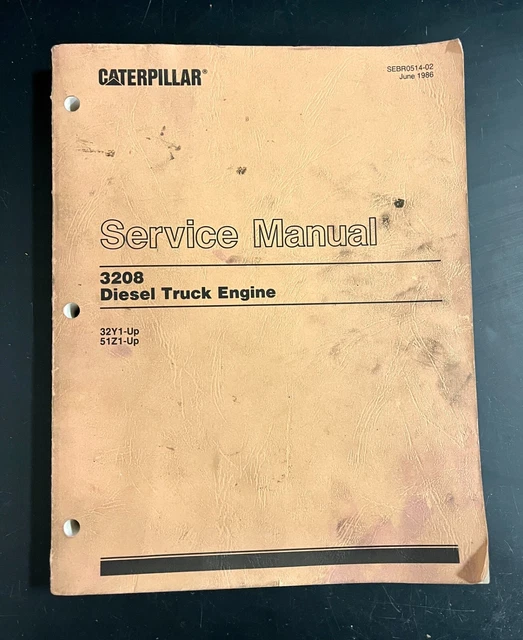 CATERPILLAR®
SEBR0514-02
June 1986
Service Manual
3208
Diesel Truck Engine
32Y1-Up
51Z1-Up